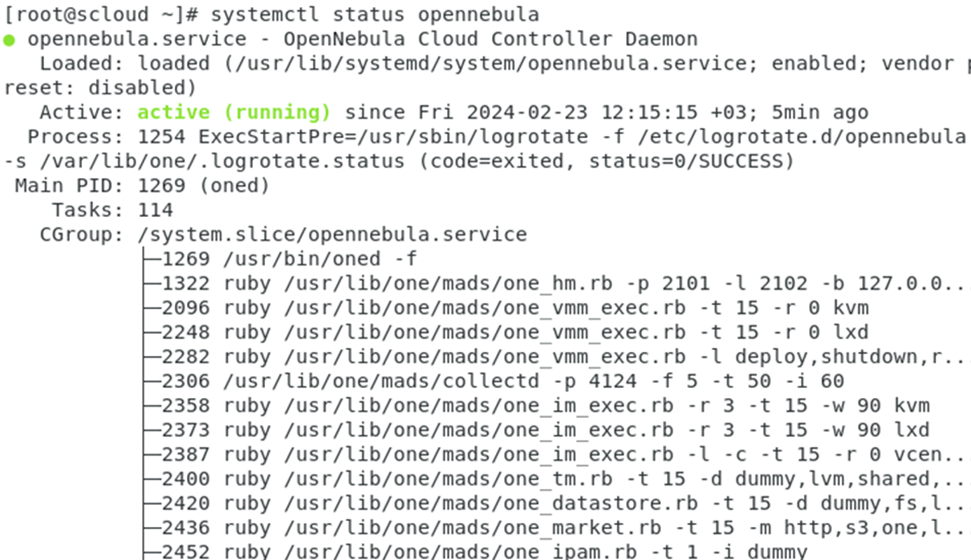 [root@scloud ~]# systemctl status opennebula
● opennebula.service - OpenNebula Cloud Controller Daemon
   Loaded: loaded (/usr/lib/systemd/system/opennebula.service; enabled; vendor p
reset: disabled)
   Active: active (running) since Fri 2024-02-23 12:15:15 +03; 5min ago
  Process: 1254 ExecStartPre=/usr/sbin/logrotate -f /etc/logrotate.d/opennebula
-s /var/lib/one/.logrotate.status (code=exited, status=0/SUCCESS)
 Main PID: 1269 (oned)
    Tasks: 114
   CGroup: /system.slice/opennebula.service
           ├─1269 /usr/bin/oned -f
           ├─1322 ruby /usr/lib/one/mads/one_hm.rb -p 2101 -l 2102 -b 127.0.0...
           ├─2096 ruby /usr/lib/one/mads/one_vmm_exec.rb -t 15 -r 0 kvm
           ├─2248 ruby /usr/lib/one/mads/one_vmm_exec.rb -t 15 -r 0 lxd
           ├─2282 ruby /usr/lib/one/mads/one_vmm_exec.rb -l deploy,shutdown,r...
           ├─2306 /usr/lib/one/mads/collectd -p 4124 -f 5 -t 50 -i 60
           ├─2358 ruby /usr/lib/one/mads/one_im_exec.rb -r 3 -t 15 -w 90 kvm
           ├─2373 ruby /usr/lib/one/mads/one_im_exec.rb -r 3 -t 15 -w 90 lxd
           ├─2387 ruby /usr/lib/one/mads/one_im_exec.rb -l -c -t 15 -r 0 vcen...
           ├─2400 ruby /usr/lib/one/mads/one_tm.rb -t 15 -d dummy,lvm,shared,...
           ├─2420 ruby /usr/lib/one/mads/one_datastore.rb -t 15 -d dummy,fs,l...
           ├─2436 ruby /usr/lib/one/mads/one_market.rb -t 15 -m http,s3,one,l...
           ├─2452 ruby /usr/lib/one/mads/one_ipam.rb -t 1 -i dummy